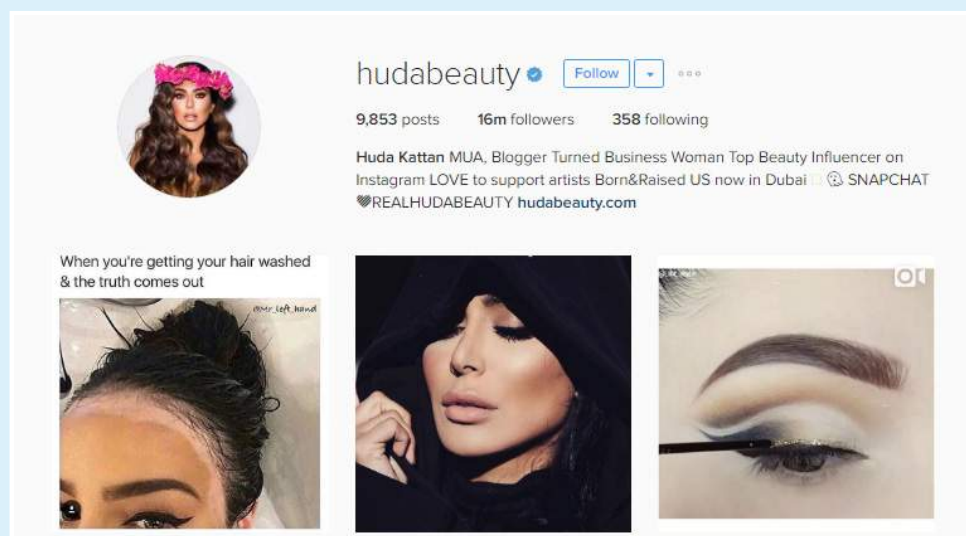 hudabeauty Follow
9,853 posts 16m followers 358 following
Huda Kattan MUA, Blogger Turned Business Woman Top Beauty Influencer on
Instagram LOVE to support artists Born&Raised US now in Dubai SNAPCHAT
REALHUDABEAUTY hudabeauty.com
When you're getting your hair washed
& the truth comes out
@Mr_left_hand